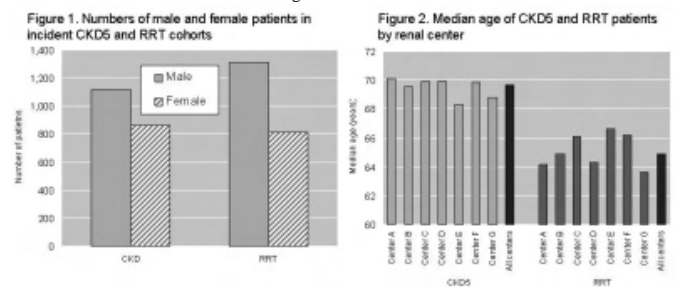 Figure 1. Numbers of male and female patients in
incident CKD5 and RRT cohorts
1,400
1,200
1,000
800
600
400
200
0
Number of patients
Male
Female
CKD
RRT
Figure 2. Median age of CKD5 and RRT patients
by renal center
72
70
68
66
64
62
60
Median age (years)
Center A
Center B
Center C
Center D
Center E
Center F
Center G
All centers
Center A
Center B
Center C
Center D
Center E
Center F
Center G
All centers
CKD5
RRT